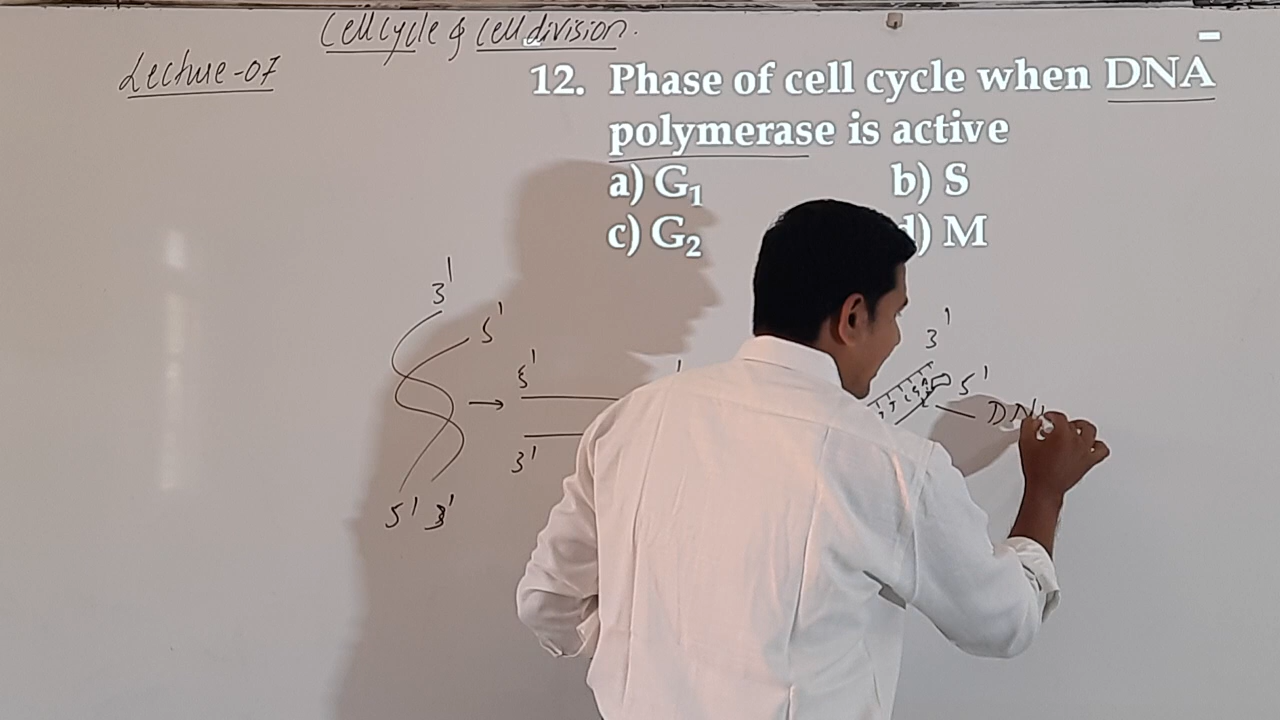 Cell cycle & Cell division.
Lecture-07
12. Phase of cell cycle when DNA
polymerase is active
a) G₁ b) S
c) G₂ d) M
3'
5'
5'
3'
5' 3'
3'
5'
DN